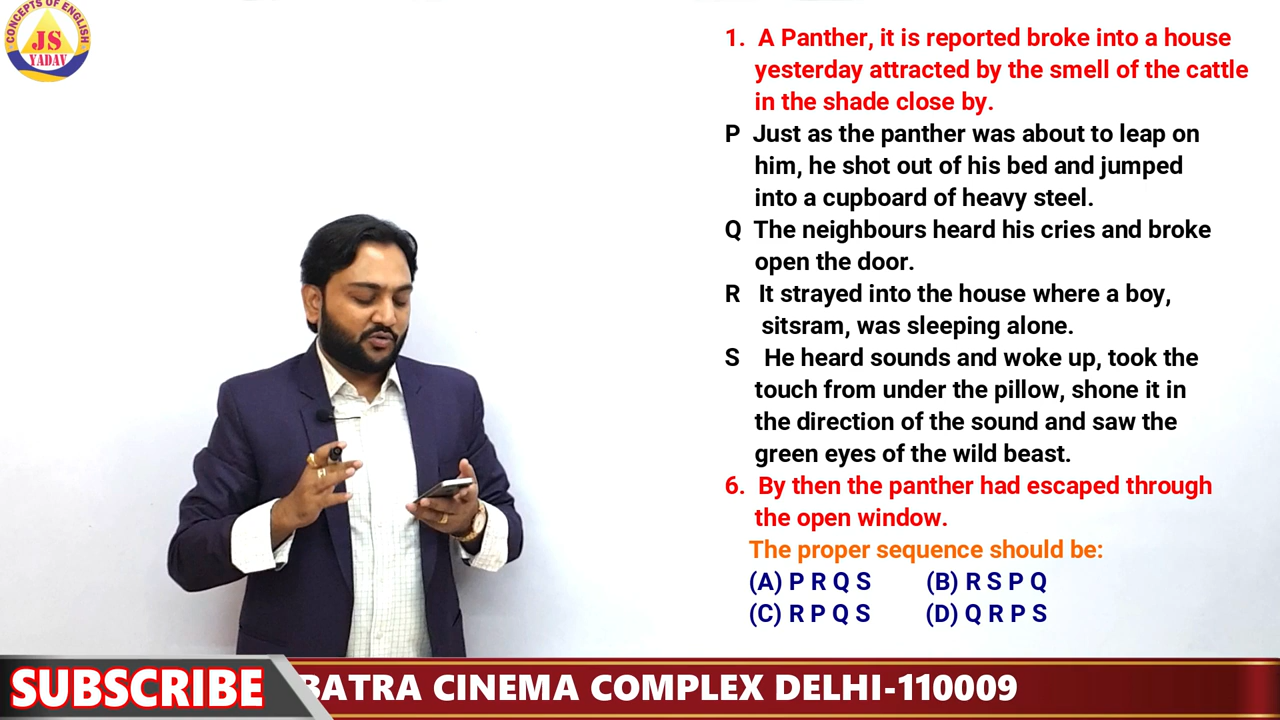 CONCEPTS OF ENGLISH
JS
YADAV
1. A Panther, it is reported broke into a house
yesterday attracted by the smell of the cattle
in the shade close by.
P Just as the panther was about to leap on
him, he shot out of his bed and jumped
into a cupboard of heavy steel.
Q The neighbours heard his cries and broke
open the door.
R It strayed into the house where a boy,
sitsram, was sleeping alone.
S He heard sounds and woke up, took the
touch from under the pillow, shone it in
the direction of the sound and saw the
green eyes of the wild beast.
6. By then the panther had escaped through
the open window.
The proper sequence should be:
(A) P R Q S (B) R S P Q
(C) R P Q S (D) Q R P S
SUBSCRIBE BATRA CINEMA COMPLEX DELHI-110009